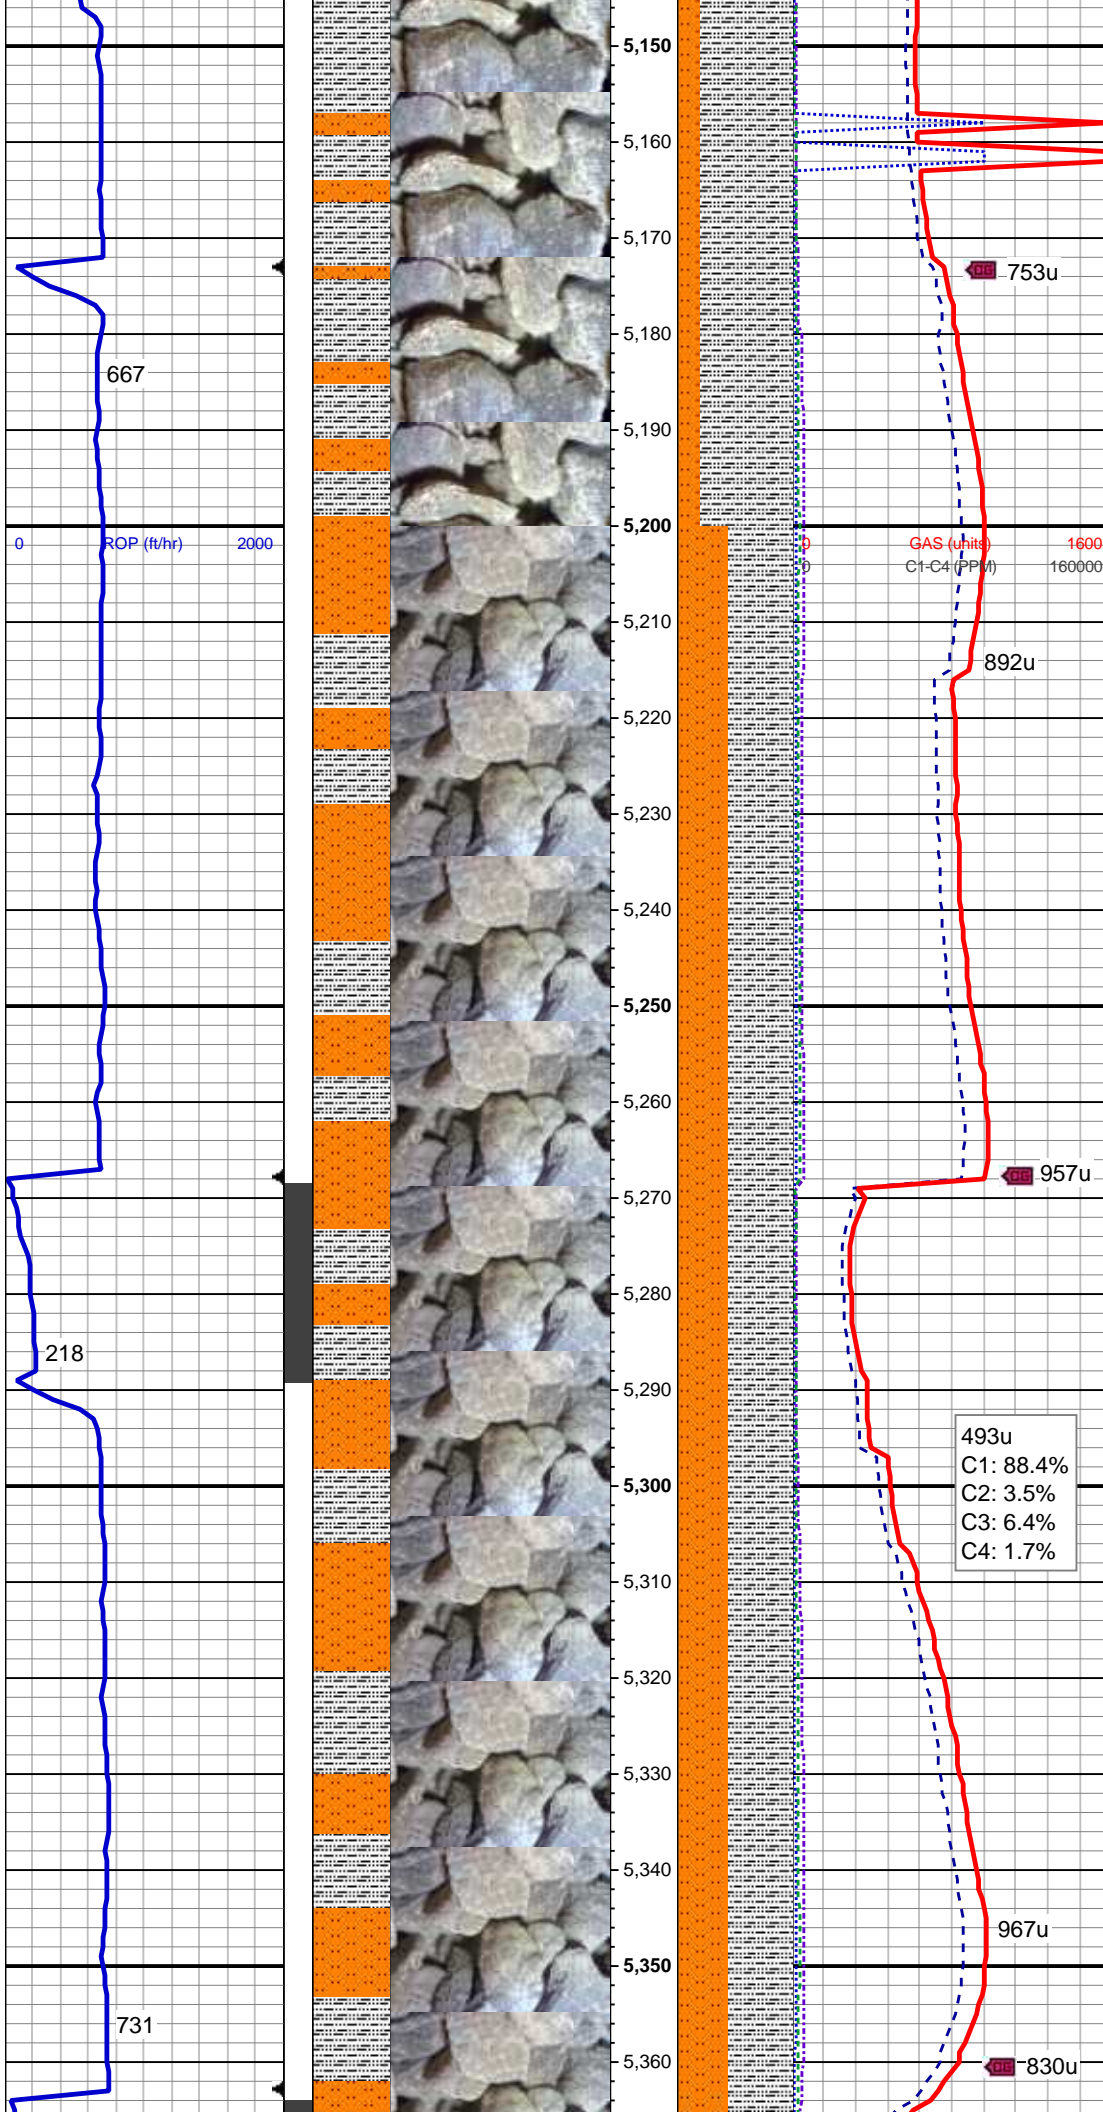 5,150
5,160
5,170
CG 753u
5,180
667
5,190
5,200
0 ROP (ft/hr) 2000
0 GAS (units) 1600
0 C1-C4 (PPM) 160000
5,210
892u
5,220
5,230
5,240
5,250
5,260
CG 957u
5,270
5,280
218
5,290
493u
C1: 88.4%
5,300
C2: 3.5%
C3: 6.4%
C4: 1.7%
5,310
5,320
5,330
5,340
967u
5,350
731
5,360
CG 830u